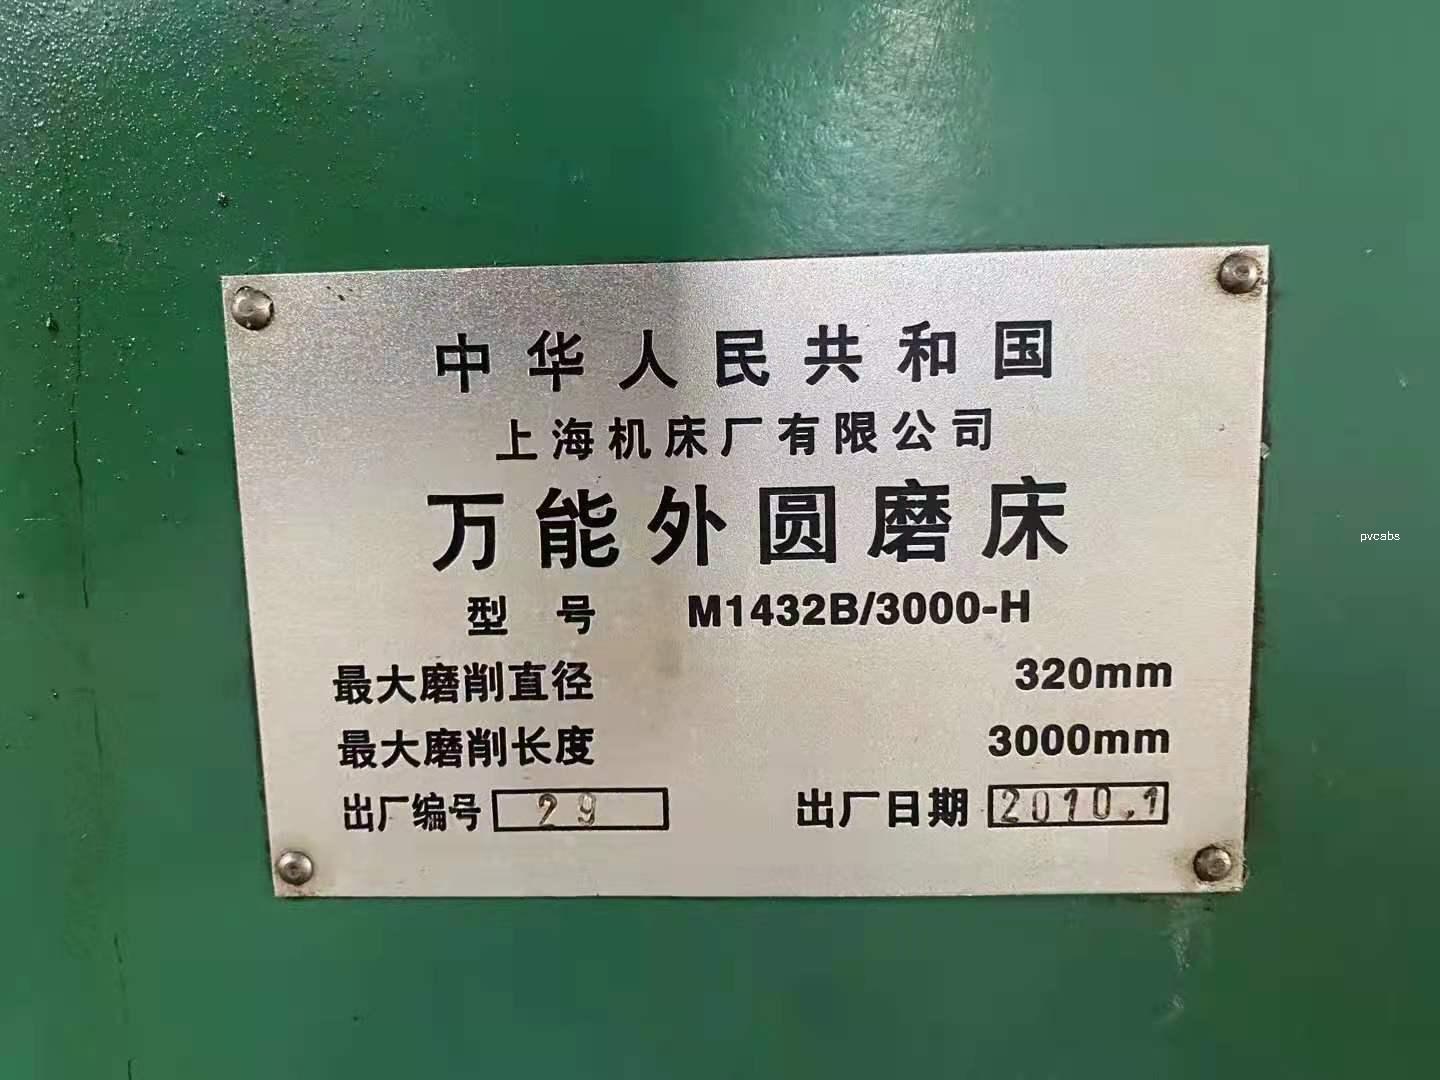 中华人民共和国
上海机床厂有限公司
万能外圆磨床
型 号 M1432B/3000-H
最大磨削直径 320mm
最大磨削长度 3000mm
出厂编号 29 出厂日期 2010.1
pvcabs